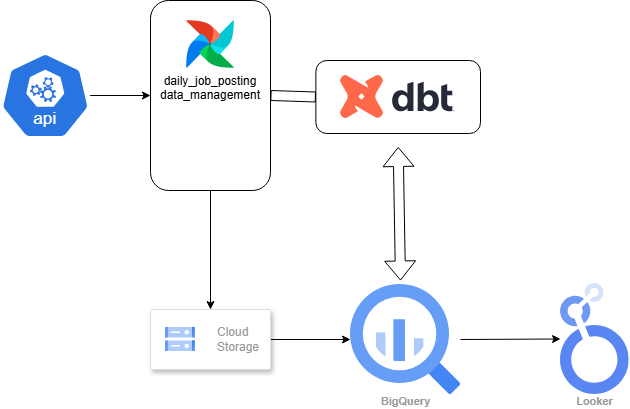 daily_job_posting
data_management
dbt
api
Cloud
Storage
BigQuery
Looker